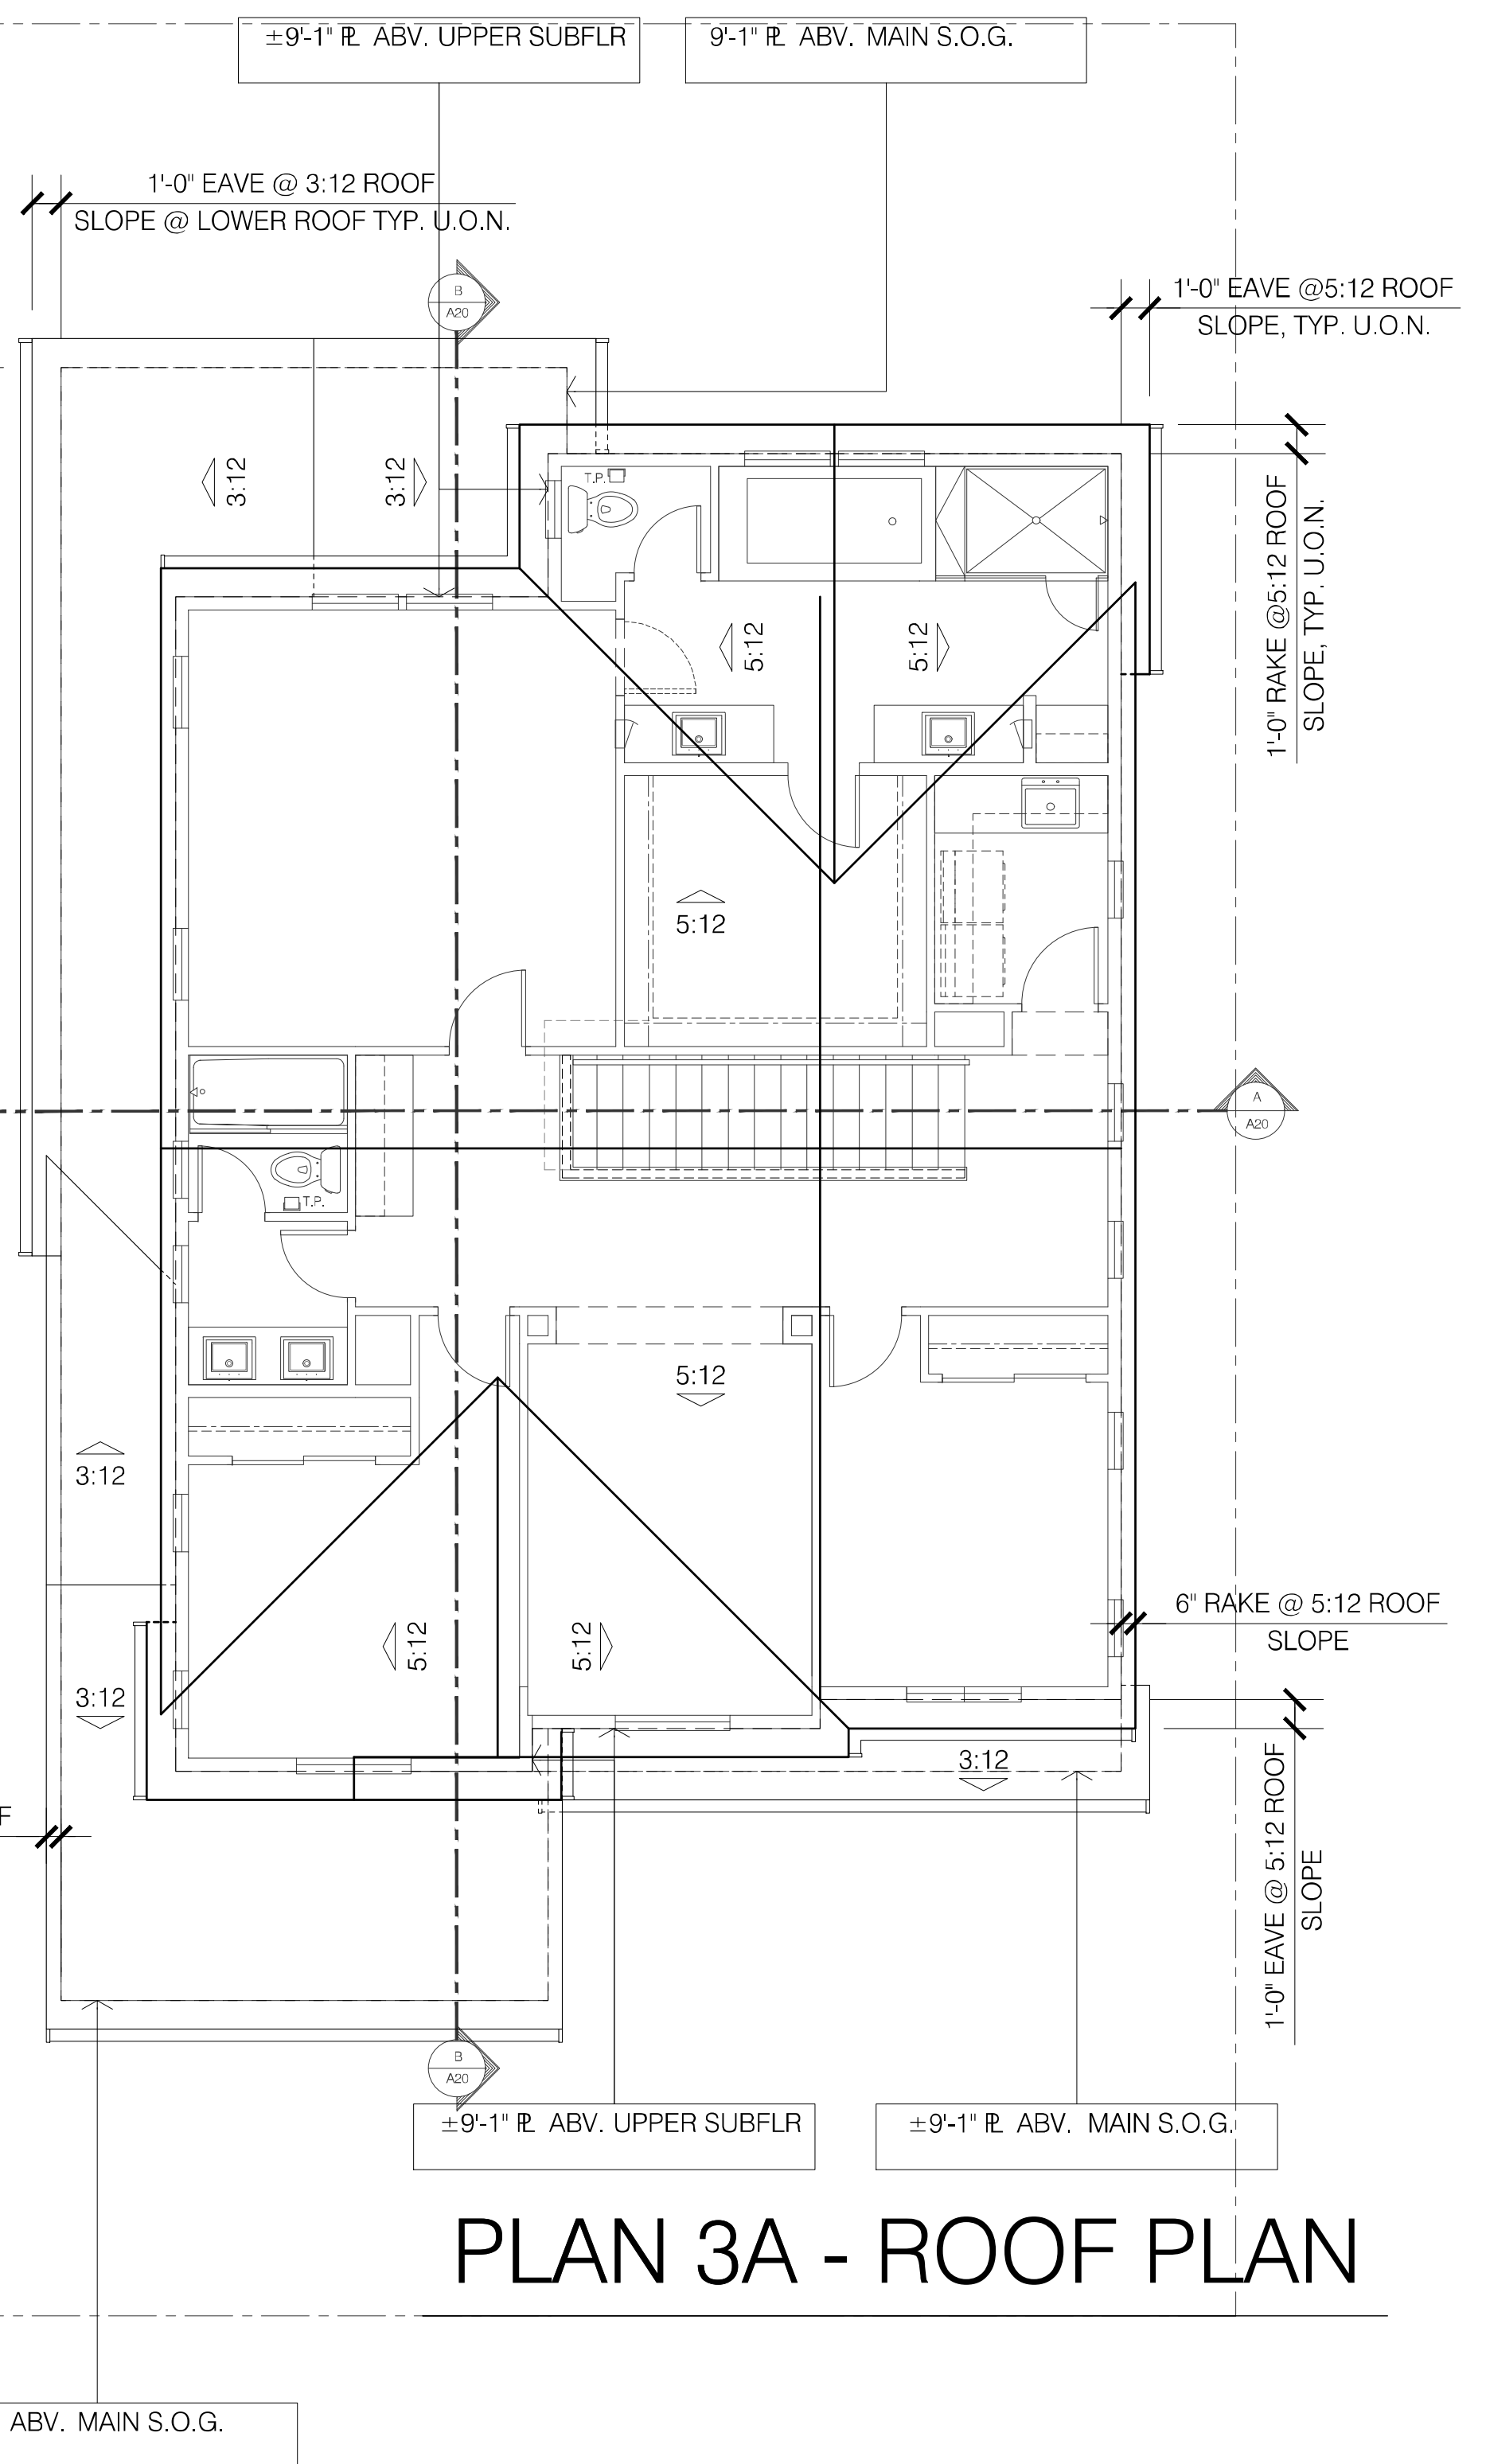 ±9'-1" ℄ ABV. UPPER SUBFLR
9'-1" ℄ ABV. MAIN S.O.G.
1'-0" EAVE @ 3:12 ROOF
SLOPE @ LOWER ROOF TYP. U.O.N.
B
A20
1'-0" EAVE @5:12 ROOF
SLOPE, TYP. U.O.N.
3:12
3:12
T.P.
1'-0" RAKE @5:12 ROOF
SLOPE, TYP. U.O.N.
5:12
5:12
5:12
A
A20
T.P.
5:12
3:12
5:12
5:12
6" RAKE @ 5:12 ROOF
SLOPE
3:12
3:12
1'-0" EAVE @ 5:12 ROOF
SLOPE
B
A20
±9'-1" ℄ ABV. UPPER SUBFLR
±9'-1" ℄ ABV. MAIN S.O.G.
PLAN 3A - ROOF PLAN
ABV. MAIN S.O.G.